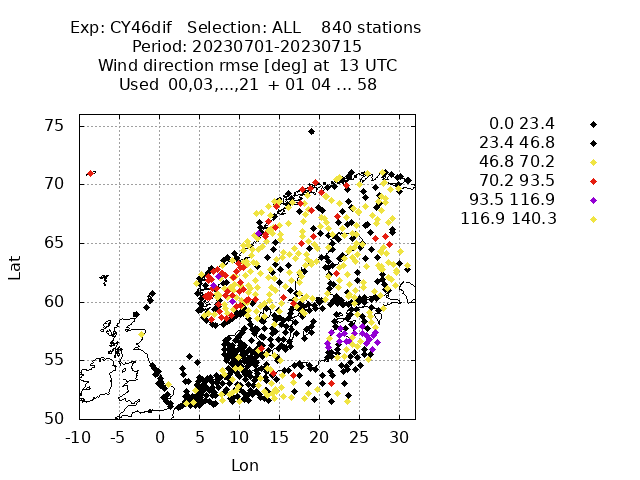 Exp: CY46dif   Selection: ALL    840 stations
Period: 20230701-20230715
Wind direction rmse [deg] at  13 UTC
Used  00,03,...,21  + 01 04 ... 58
0.0 23.4
23.4 46.8
46.8 70.2
70.2 93.5
93.5 116.9
116.9 140.3
75
70
65
60
55
50
Lat
-10 -5 0 5 10 15 20 25 30
Lon